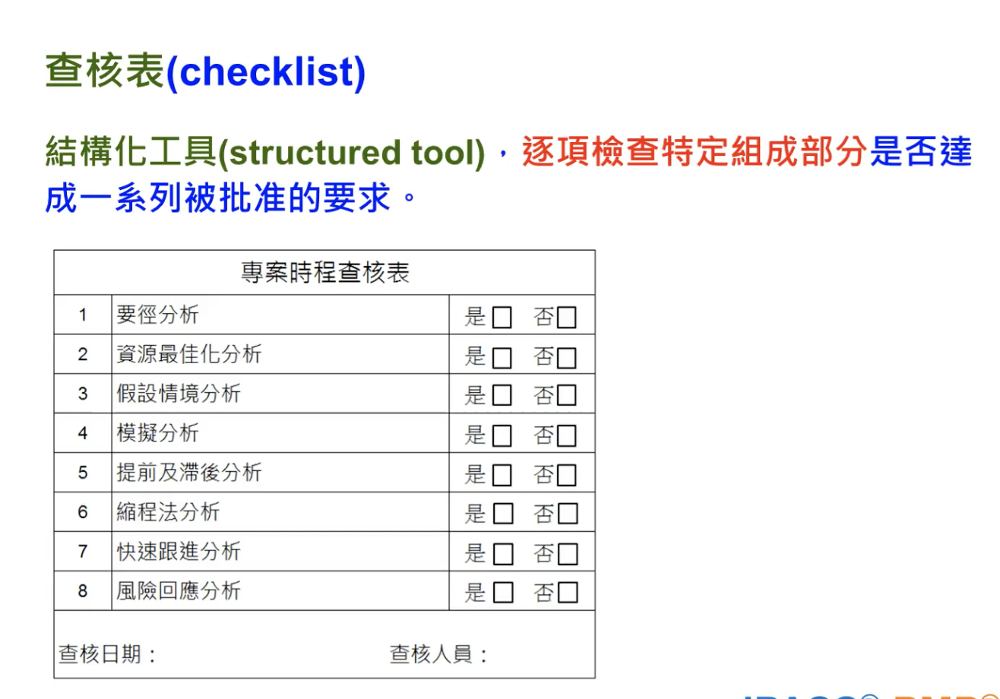 查核表(checklist)
結構化工具(structured tool)，逐項檢查特定組成部分是否達
成一系列被批准的要求。
專案時程查核表
1 要徑分析 是□ 否□
2 資源最佳化分析 是□ 否□
3 假設情境分析 是□ 否□
4 模擬分析 是□ 否□
5 提前及滯後分析 是□ 否□
6 縮程法分析 是□ 否□
7 快速跟進分析 是□ 否□
8 風險回應分析 是□ 否□
查核日期： 查核人員：